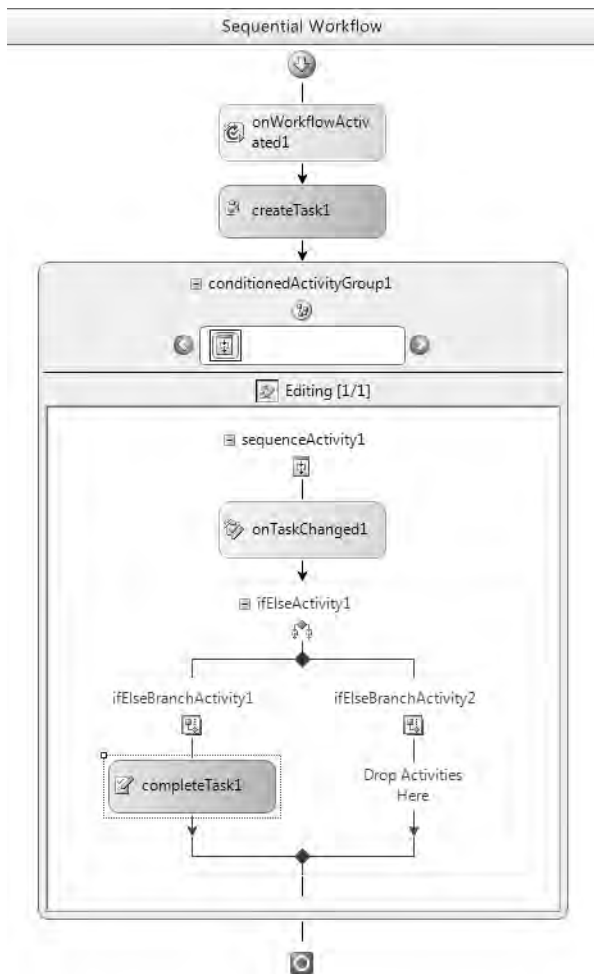 Sequential Workflow
onWorkflowActiv
ated1
createTask1
conditionedActivityGroup1
Editing [1/1]
sequenceActivity1
onTaskChanged1
ifElseActivity1
ifElseBranchActivity1
ifElseBranchActivity2
completeTask1
Drop Activities
Here